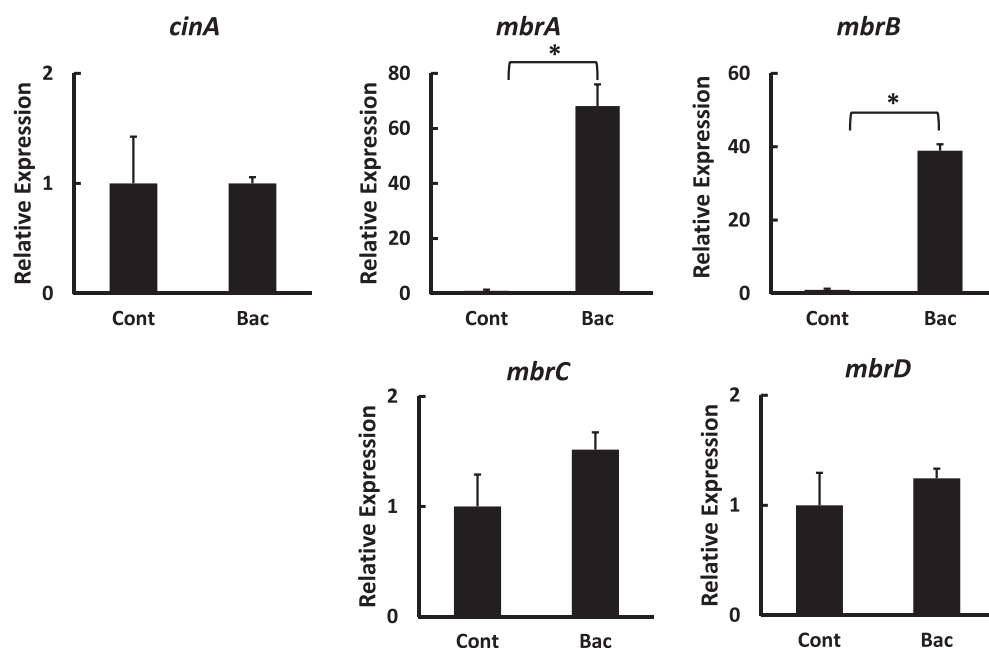 cinA
Relative Expression
2
1
0
Cont Bac
mbrA
*
Relative Expression
80
60
40
20
0
Cont Bac
mbrB
*
Relative Expression
60
40
20
0
Cont Bac
mbrC
Relative Expression
2
1
0
Cont Bac
mbrD
Relative Expression
2
1
0
Cont Bac